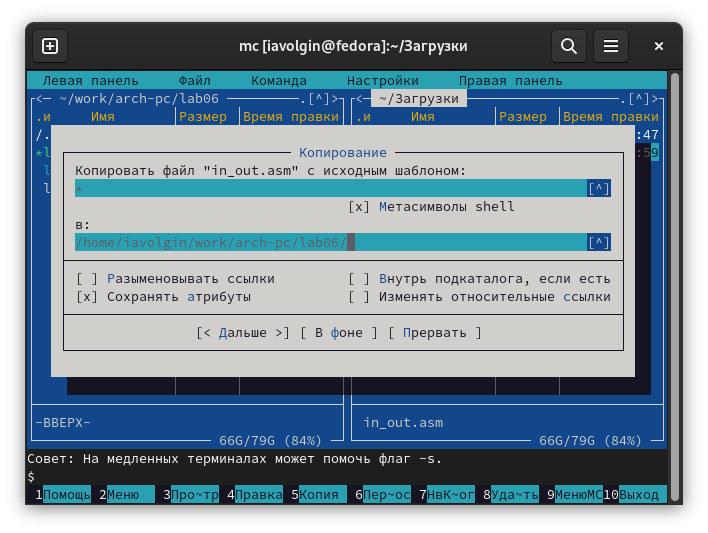 mc [iavolgin@fedora]:~/Загрузки
Левая панель Файл Команда Настройки Правая панель
<─ ~/work/arch-pc/lab06 ───── .[^]> <─ ~/Загрузки ───── .[^]>
.и Имя Размер Время правки .и Имя Размер Время правки
/. :47
*l :59
l
l
Копирование
Копировать файл "in_out.asm" с исходным шаблоном:
* [^]
[x] Метасимволы shell
в:
/home/iavolgin/work/arch-pc/lab06/ [^]
[ ] Разыменовывать ссылки [ ] Внутрь подкаталога, если есть
[x] Сохранять атрибуты [ ] Изменять относительные ссылки
[< Дальше >] [ В фоне ] [ Прервать ]
-ВВЕРХ- in_out.asm
66G/79G (84%) 66G/79G (84%)
Совет: На медленных терминалах может помочь флаг -s.
$
1Помощь 2Меню 3Про~тр 4Правка 5Копия 6Пер~ос 7НвК~ог 8Уда~ть 9МенюMC 10Выход